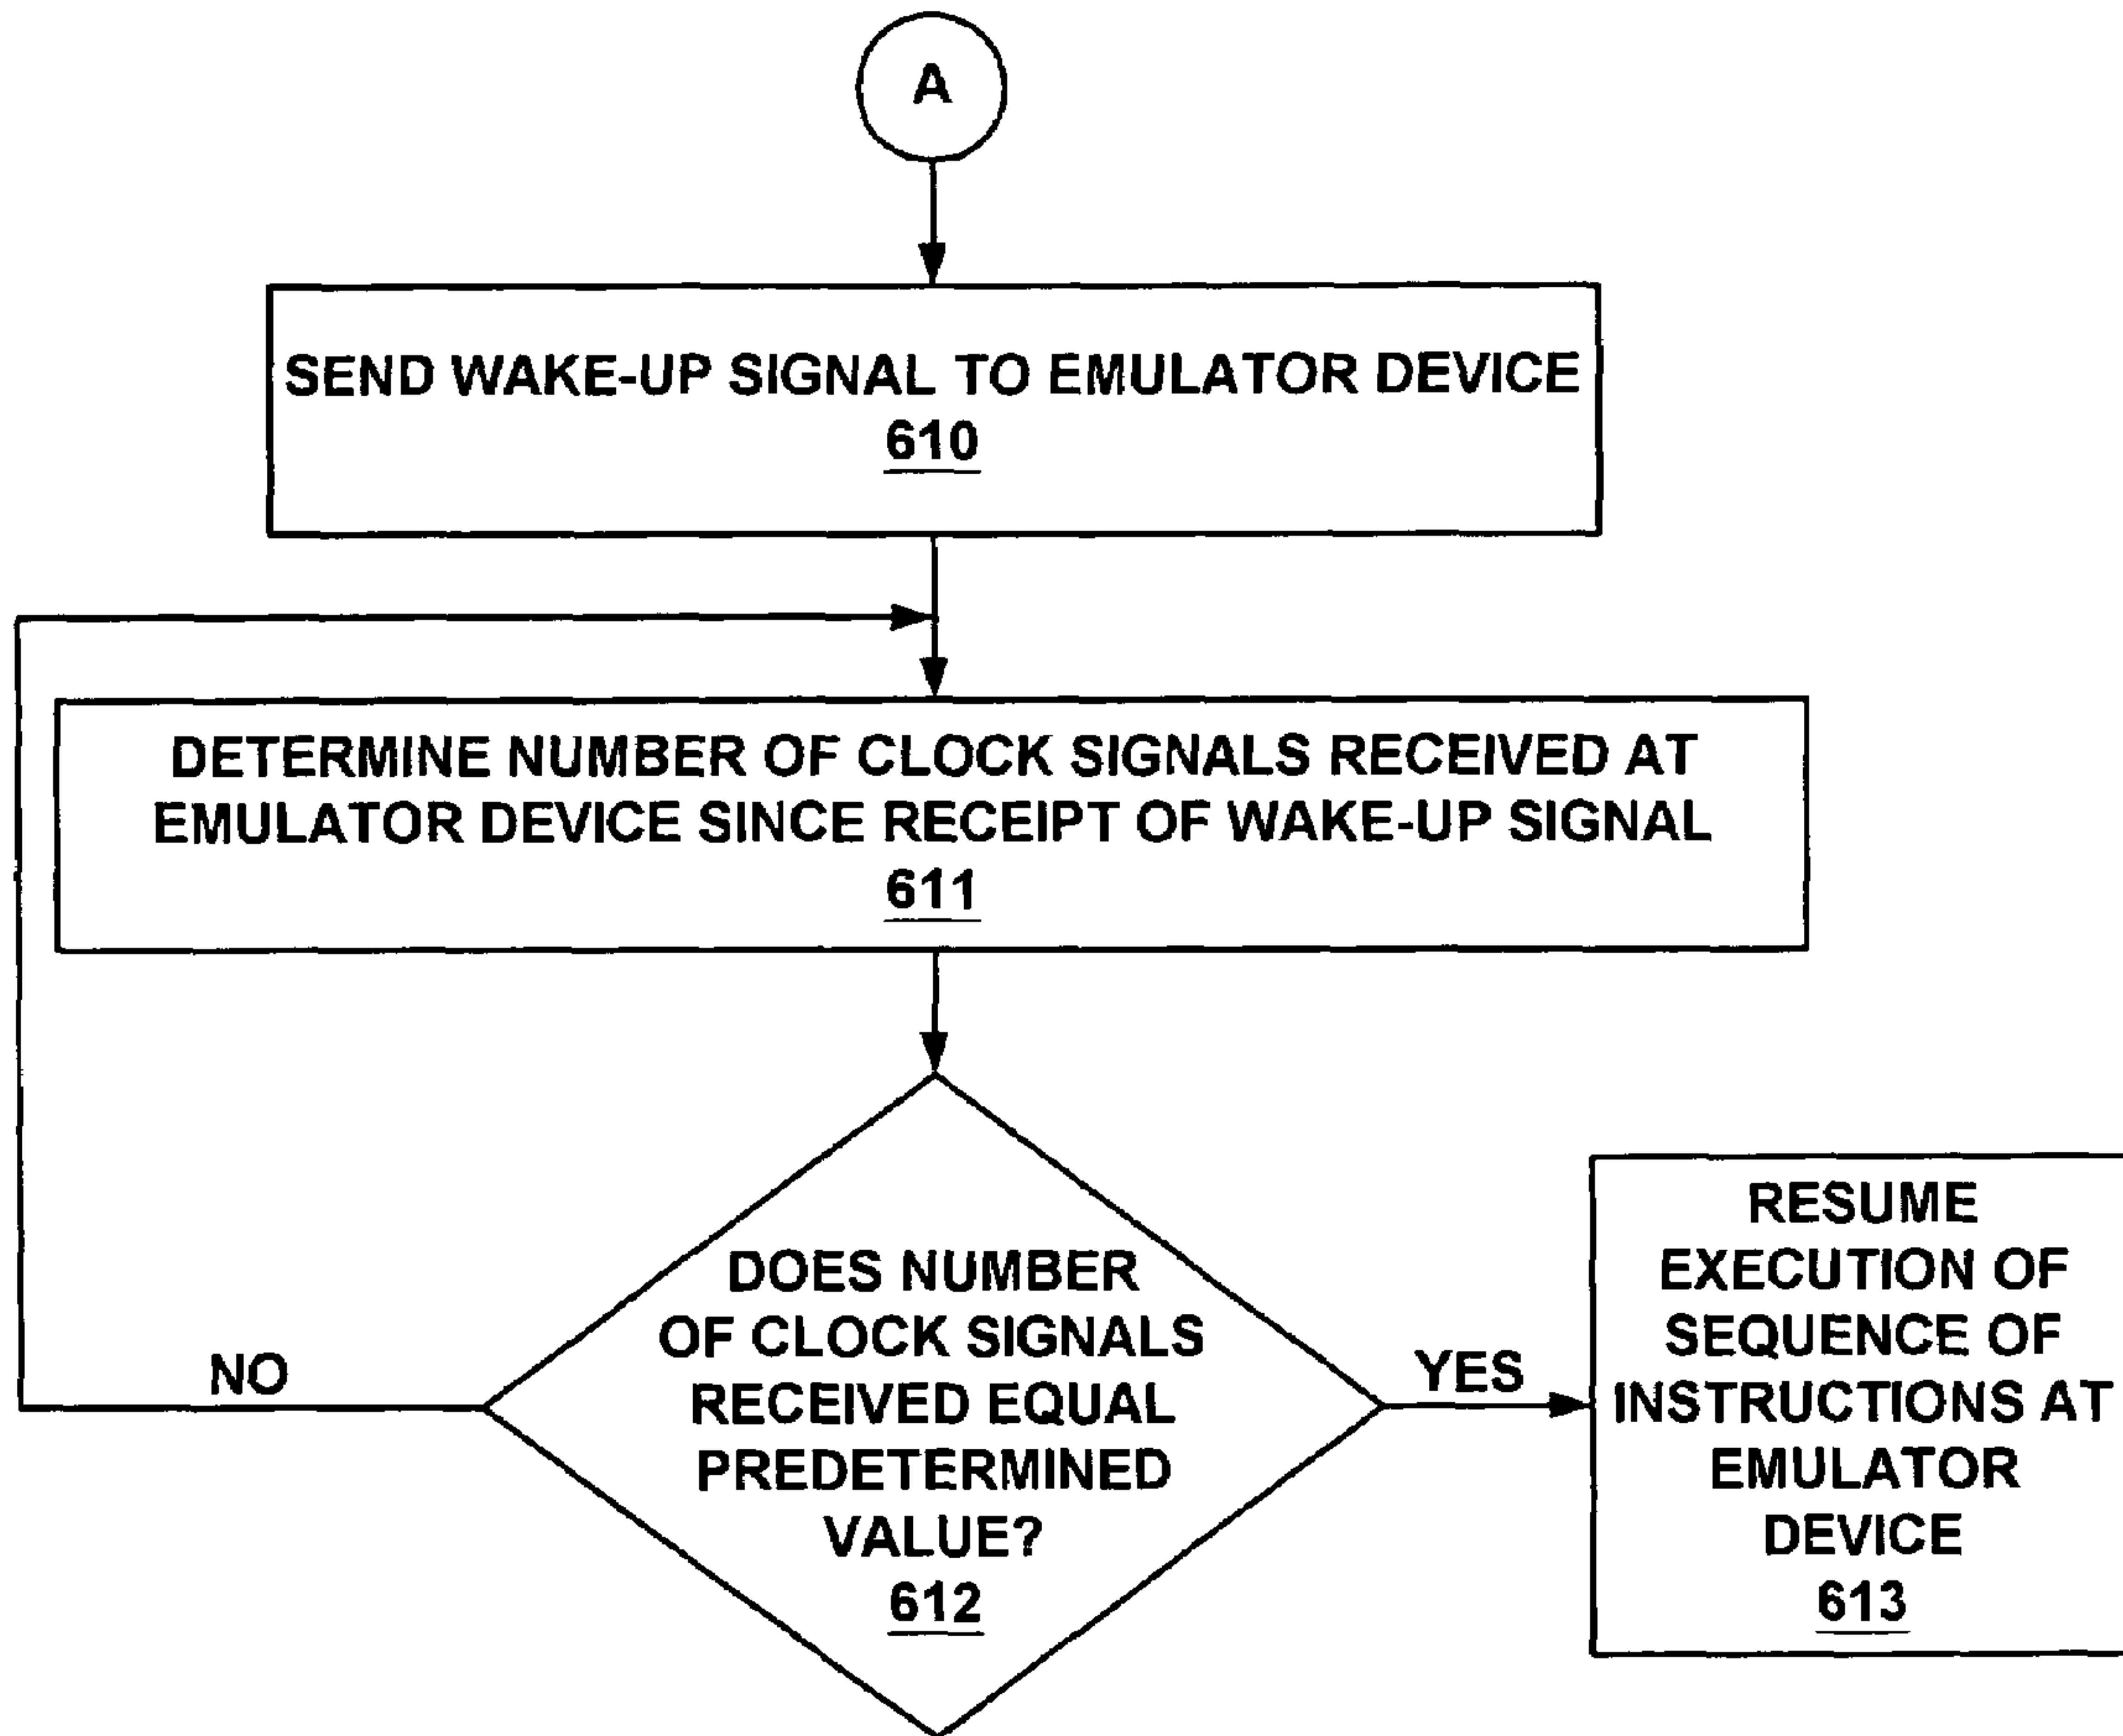 A
SEND WAKE-UP SIGNAL TO EMULATOR DEVICE
610
DETERMINE NUMBER OF CLOCK SIGNALS RECEIVED AT
EMULATOR DEVICE SINCE RECEIPT OF WAKE-UP SIGNAL
611
DOES NUMBER
OF CLOCK SIGNALS
RECEIVED EQUAL
PREDETERMINED
VALUE?
612
NO
YES
RESUME
EXECUTION OF
SEQUENCE OF
INSTRUCTIONS AT
EMULATOR
DEVICE
613